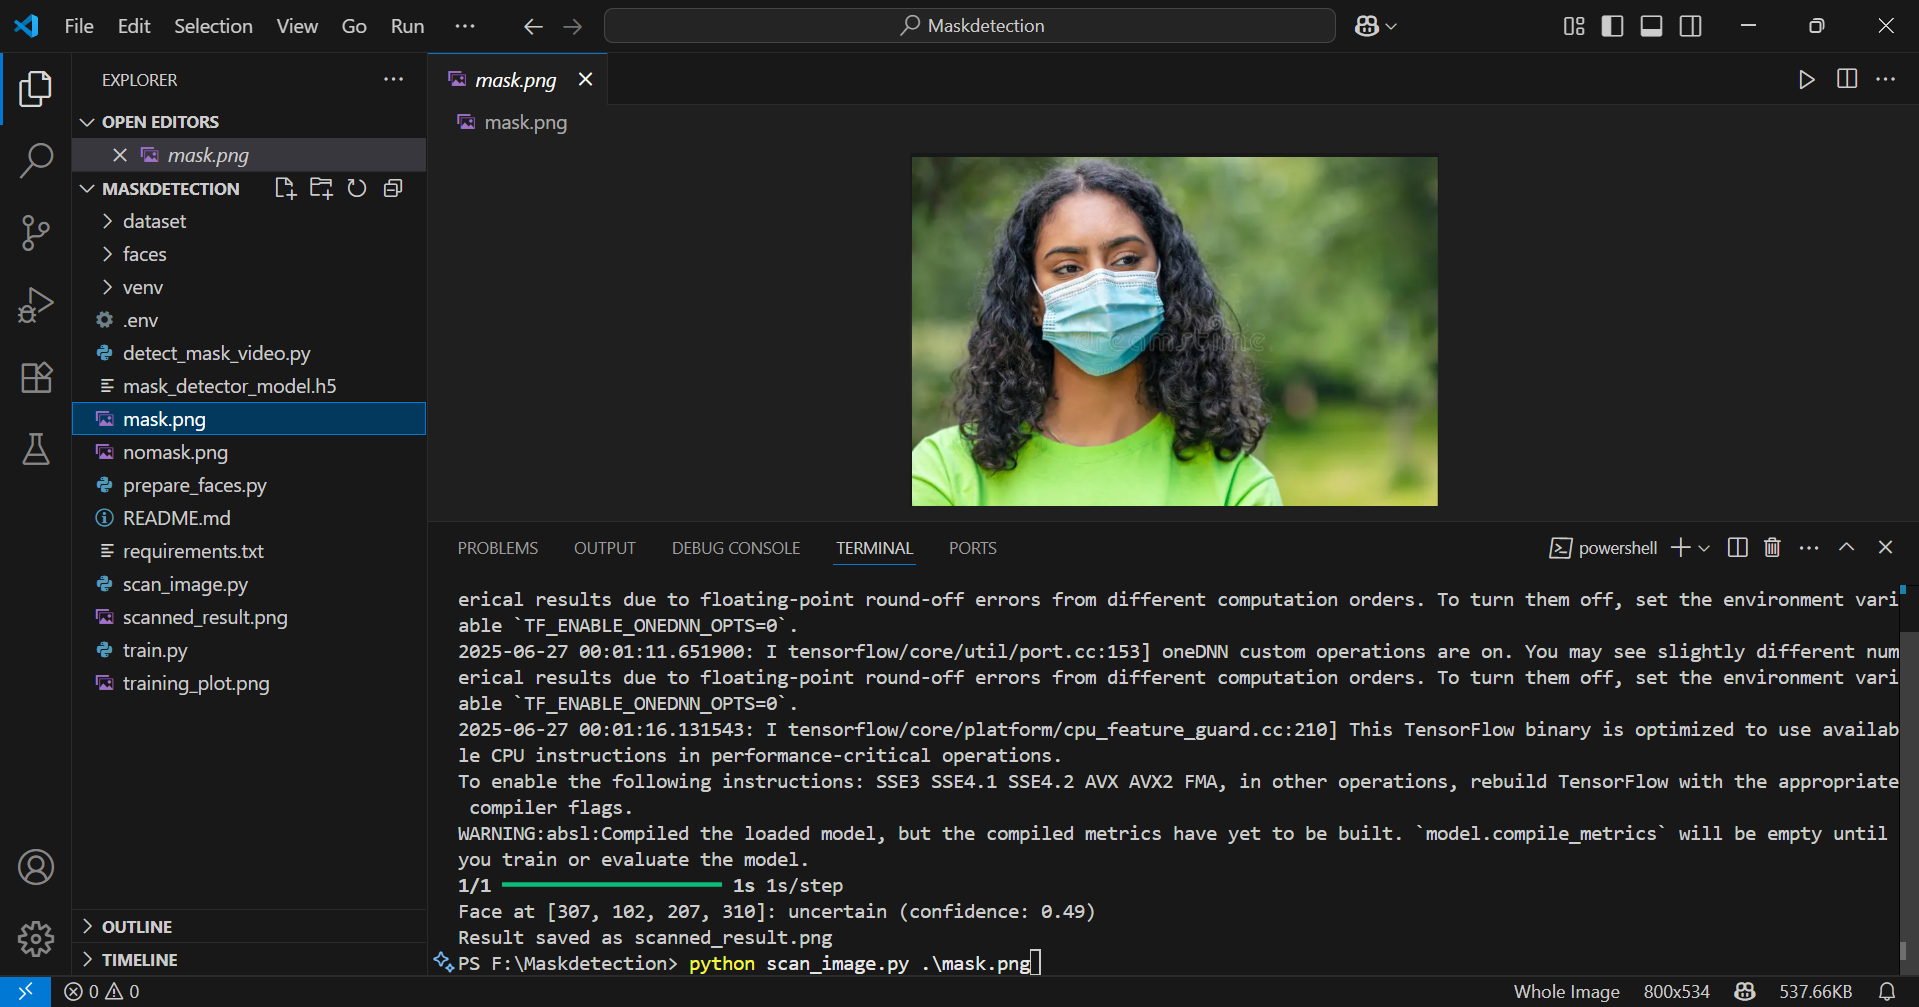 File Edit Selection View Go Run ··· Maskdetection
EXPLORER ···
OPEN EDITORS
mask.png
MASKDETECTION
dataset
faces
venv
.env
detect_mask_video.py
mask_detector_model.h5
mask.png
nomask.png
prepare_faces.py
README.md
requirements.txt
scan_image.py
scanned_result.png
train.py
training_plot.png
OUTLINE
TIMELINE
mask.png
mask.png
dreamstime
PROBLEMS OUTPUT DEBUG CONSOLE TERMINAL PORTS powershell
erical results due to floating-point round-off errors from different computation orders. To turn them off, set the environment vari
able `TF_ENABLE_ONEDNN_OPTS=0`.
2025-06-27 00:01:11.651900: I tensorflow/core/util/port.cc:153] oneDNN custom operations are on. You may see slightly different num
erical results due to floating-point round-off errors from different computation orders. To turn them off, set the environment vari
able `TF_ENABLE_ONEDNN_OPTS=0`.
2025-06-27 00:01:16.131543: I tensorflow/core/platform/cpu_feature_guard.cc:210] This TensorFlow binary is optimized to use availab
le CPU instructions in performance-critical operations.
To enable the following instructions: SSE3 SSE4.1 SSE4.2 AVX AVX2 FMA, in other operations, rebuild TensorFlow with the appropriate
compiler flags.
WARNING:absl:Compiled the loaded model, but the compiled metrics have yet to be built. `model.compile_metrics` will be empty until
you train or evaluate the model.
1/1 ━━━━━━━━━━━━━━━━━━━━ 1s 1s/step
Face at [307, 102, 207, 310]: uncertain (confidence: 0.49)
Result saved as scanned_result.png
PS F:\Maskdetection> python scan_image.py .\mask.png
0 0 Whole Image 800x534 537.66KB